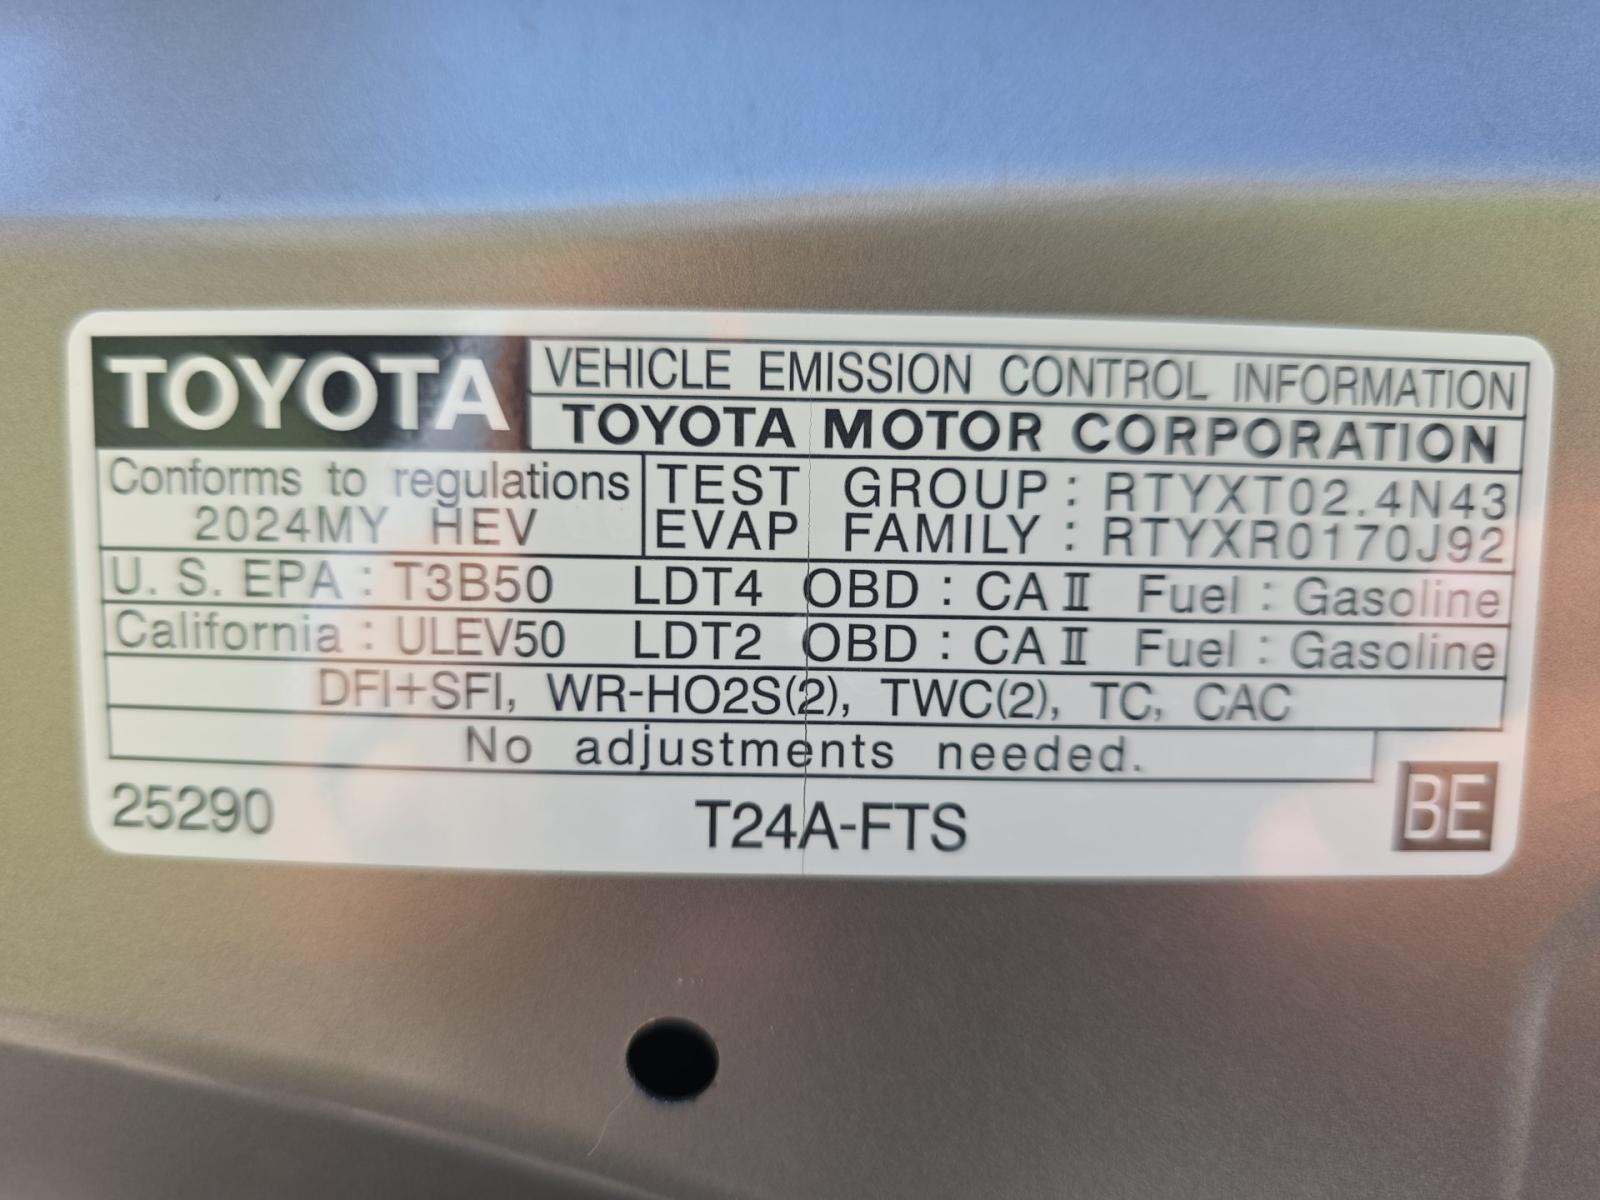 TOYOTA VEHICLE EMISSION CONTROL INFORMATION
TOYOTA MOTOR CORPORATION
Conforms to regulations
2024MY HEV
TEST GROUP : RTYXT02.4N43
EVAP FAMILY : RTYXR0170J92
U. S. EPA : T3B50 LDT4 OBD : CA II Fuel : Gasoline
California : ULEV50 LDT2 OBD : CA II Fuel : Gasoline
DFI+SFI, WR-HO2S(2), TWC(2), TC, CAC
No adjustments needed.
25290 T24A-FTS BE